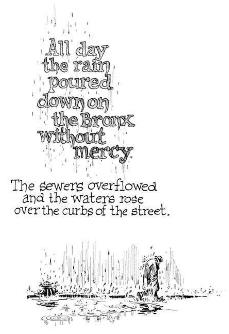 All day
the rain
poured
down on
the Bronx
without
mercy.
The sewers overflowed
and the waters rose
over the curbs of the street.